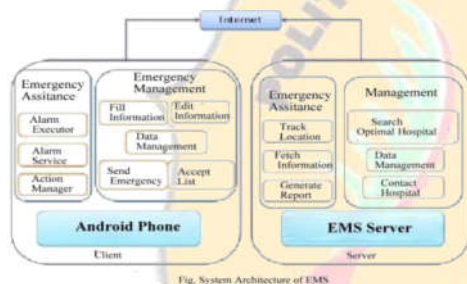 Internet
Emergency
Assitance
Alarm
Executor
Alarm
Service
Action
Manager
Emergency
Management
Fill
Information
Edit
Information
Data
Management
Send
Emergency
Accept
List
Android Phone
Client
Emergency
Assitance
Track
Location
Fetch
Information
Generate
Report
Management
Search
Optimal Hospital
Data
Management
Contact
Hospital
EMS Server
Server
Fig. System Architecture of EMS